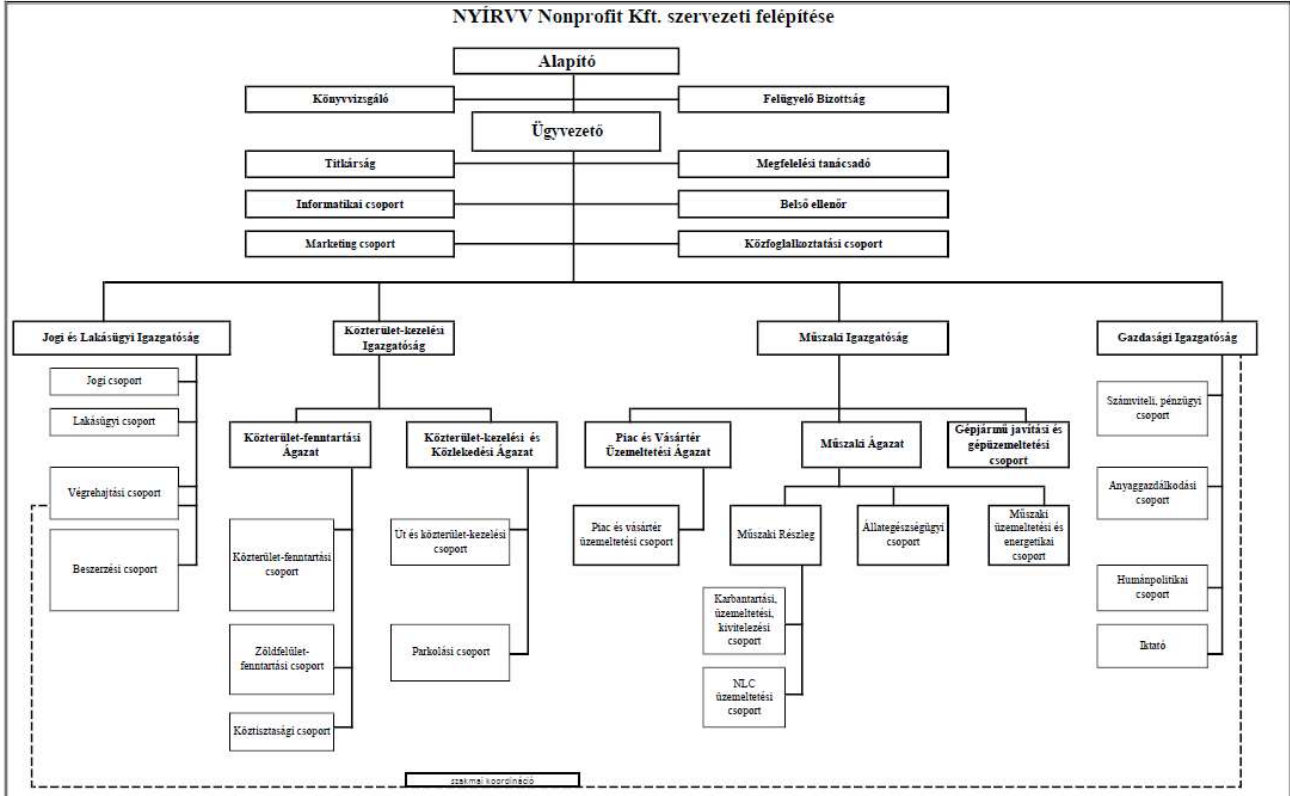 NYÍRVV Nonprofit Kft. szervezeti felépítése
Alapító
Könyvvizsgáló
Felügyelő Bizottság
Ügyvezető
Titkárság
Megfelelési tanácsadó
Informatikai csoport
Belső ellenőr
Marketing csoport
Közfoglalkoztatási csoport
Jogi és Lakásügyi Igazgatóság
Jogi csoport
Lakásügyi csoport
Végrehajtási csoport
Beszerzési csoport
Közterület-kezelési
Igazgatóság
Közterület-fenntartási
Ágazat
Közterület-fenntartási
csoport
Zöldfelület-
fenntartási csoport
Köztisztasági csoport
Közterület-kezelési és
Közlekedési Ágazat
Ut és közterület-kezelési
csoport
Parkolási csoport
Műszaki Igazgatóság
Piac és Vásártér
Üzemeltetési Ágazat
Piac és vásártér
üzemeltetési csoport
Műszaki Ágazat
Műszaki Részleg
Karbantartási,
üzemeltetési,
kivitelezési
csoport
NLC
üzemeltetési
csoport
Állategészségügyi
csoport
Műszaki
üzemeltetési és
energetikai
csoport
Gépjármű javítási és
gépüzemeltetési
csoport
Gazdasági Igazgatóság
Számviteli, pénzügyi
csoport
Anyaggazdálkodási
csoport
Humánpolitikai
csoport
Iktató
szakmai koordináció